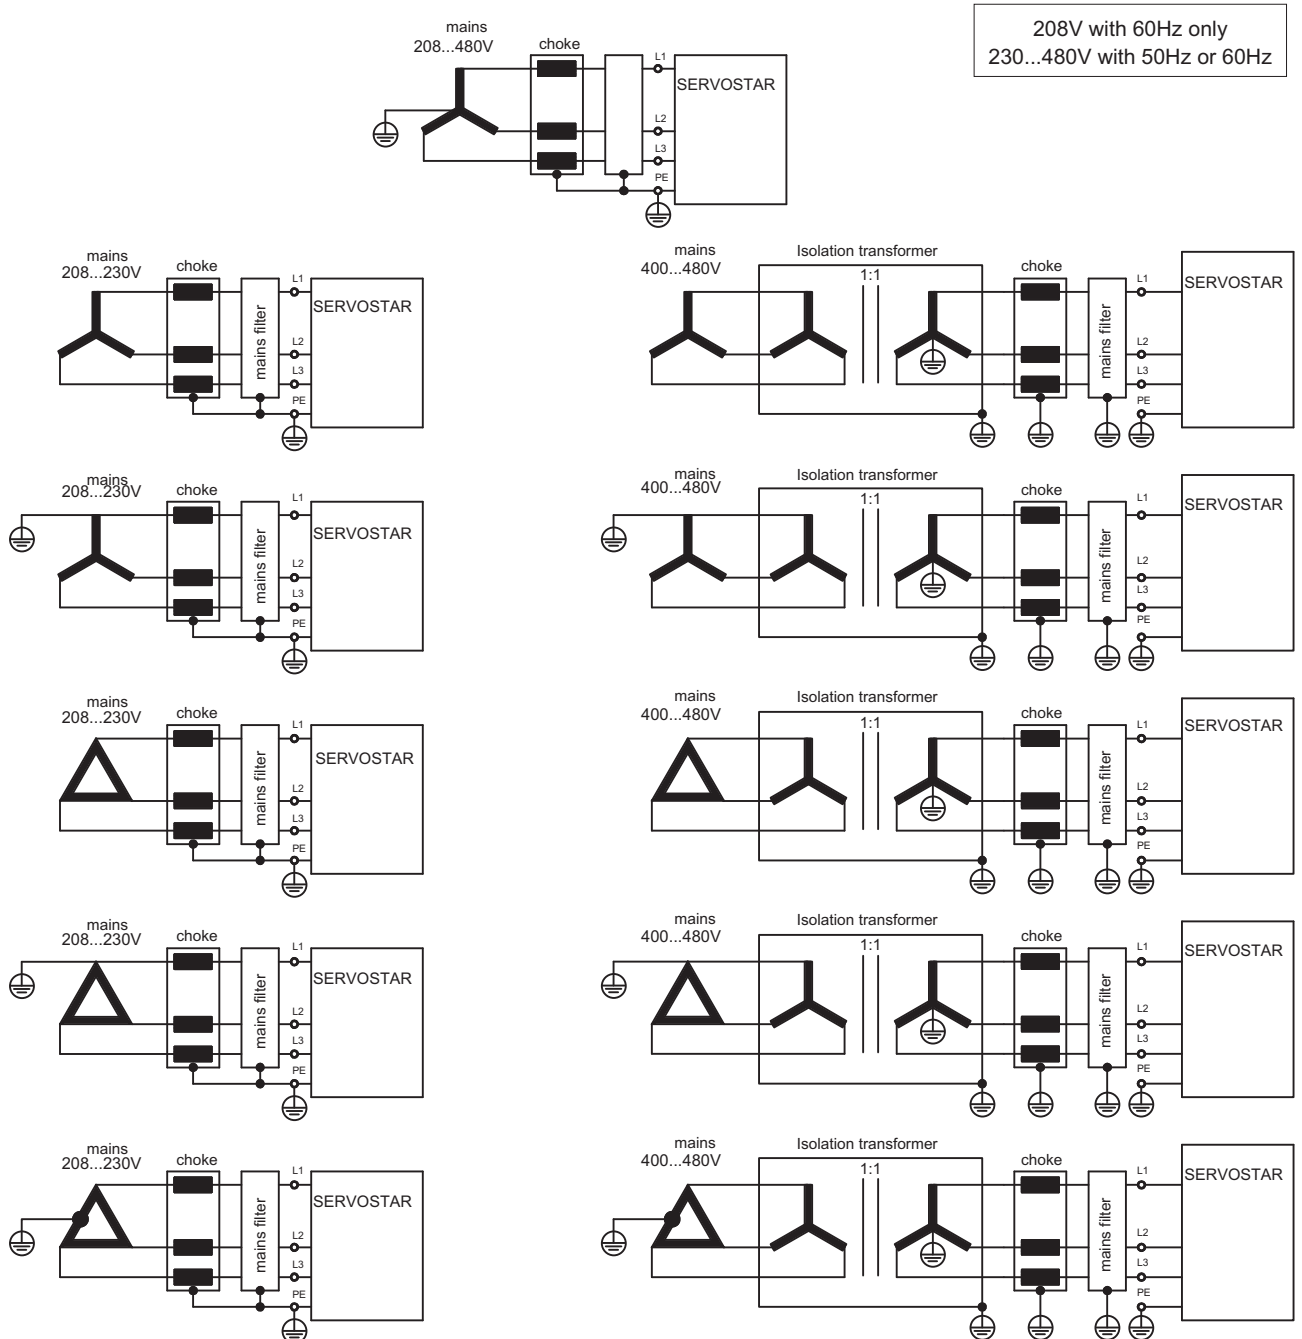 208V with 60Hz only
230...480V with 50Hz or 60Hz
mains
208...480V
choke
L1
SERVOSTAR
L2
L3
PE
mains
208...230V
choke
L1
SERVOSTAR
mains filter
L2
L3
PE
mains
400...480V
Isolation transformer
1:1
choke
L1
SERVOSTAR
mains filter
L2
L3
PE
mains
208...230V
choke
L1
SERVOSTAR
mains filter
L2
L3
PE
mains
400...480V
Isolation transformer
1:1
choke
L1
SERVOSTAR
mains filter
L2
L3
PE
mains
208...230V
choke
L1
SERVOSTAR
mains filter
L2
L3
PE
mains
400...480V
Isolation transformer
1:1
choke
L1
SERVOSTAR
mains filter
L2
L3
PE
mains
208...230V
choke
L1
SERVOSTAR
mains filter
L2
L3
PE
mains
400...480V
Isolation transformer
1:1
choke
L1
SERVOSTAR
mains filter
L2
L3
PE
mains
208...230V
choke
L1
SERVOSTAR
mains filter
L2
L3
PE
mains
400...480V
Isolation transformer
1:1
choke
L1
SERVOSTAR
mains filter
L2
L3
PE